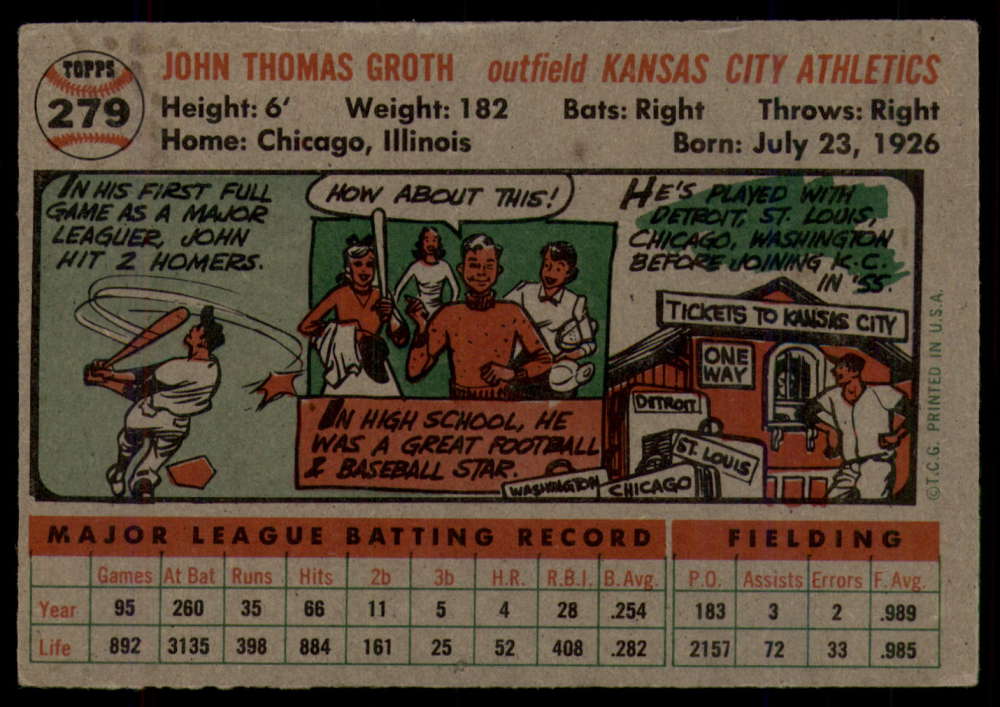 TOPPS
279
JOHN THOMAS GROTH outfield KANSAS CITY ATHLETICS
Height: 6' Weight: 182 Bats: Right Throws: Right
Home: Chicago, Illinois Born: July 23, 1926
IN HIS FIRST FULL
GAME AS A MAJOR
LEAGUER, JOHN
HIT 2 HOMERS.
HOW ABOUT THIS!
IN HIGH SCHOOL, HE
WAS A GREAT FOOTBALL
& BASEBALL STAR.
HE'S PLAYED WITH
DETROIT, ST. LOUIS,
CHICAGO, WASHINGTON
BEFORE JOINING K.C.
IN '55.
TICKETS TO KANSAS CITY
ONE
WAY
DETROIT
ST. LOUIS
WASHINGTON
CHICAGO
©T.C.G. PRINTED IN U.S.A.
MAJOR LEAGUE BATTING RECORD FIELDING
Games At Bat Runs Hits 2b 3b H.R. R.B.I. B.Avg. P.O. Assists Errors F.Avg.
Year 95 260 35 66 11 5 4 28 .254 183 3 2 .989
Life 892 3135 398 884 161 25 52 408 .282 2157 72 33 .985